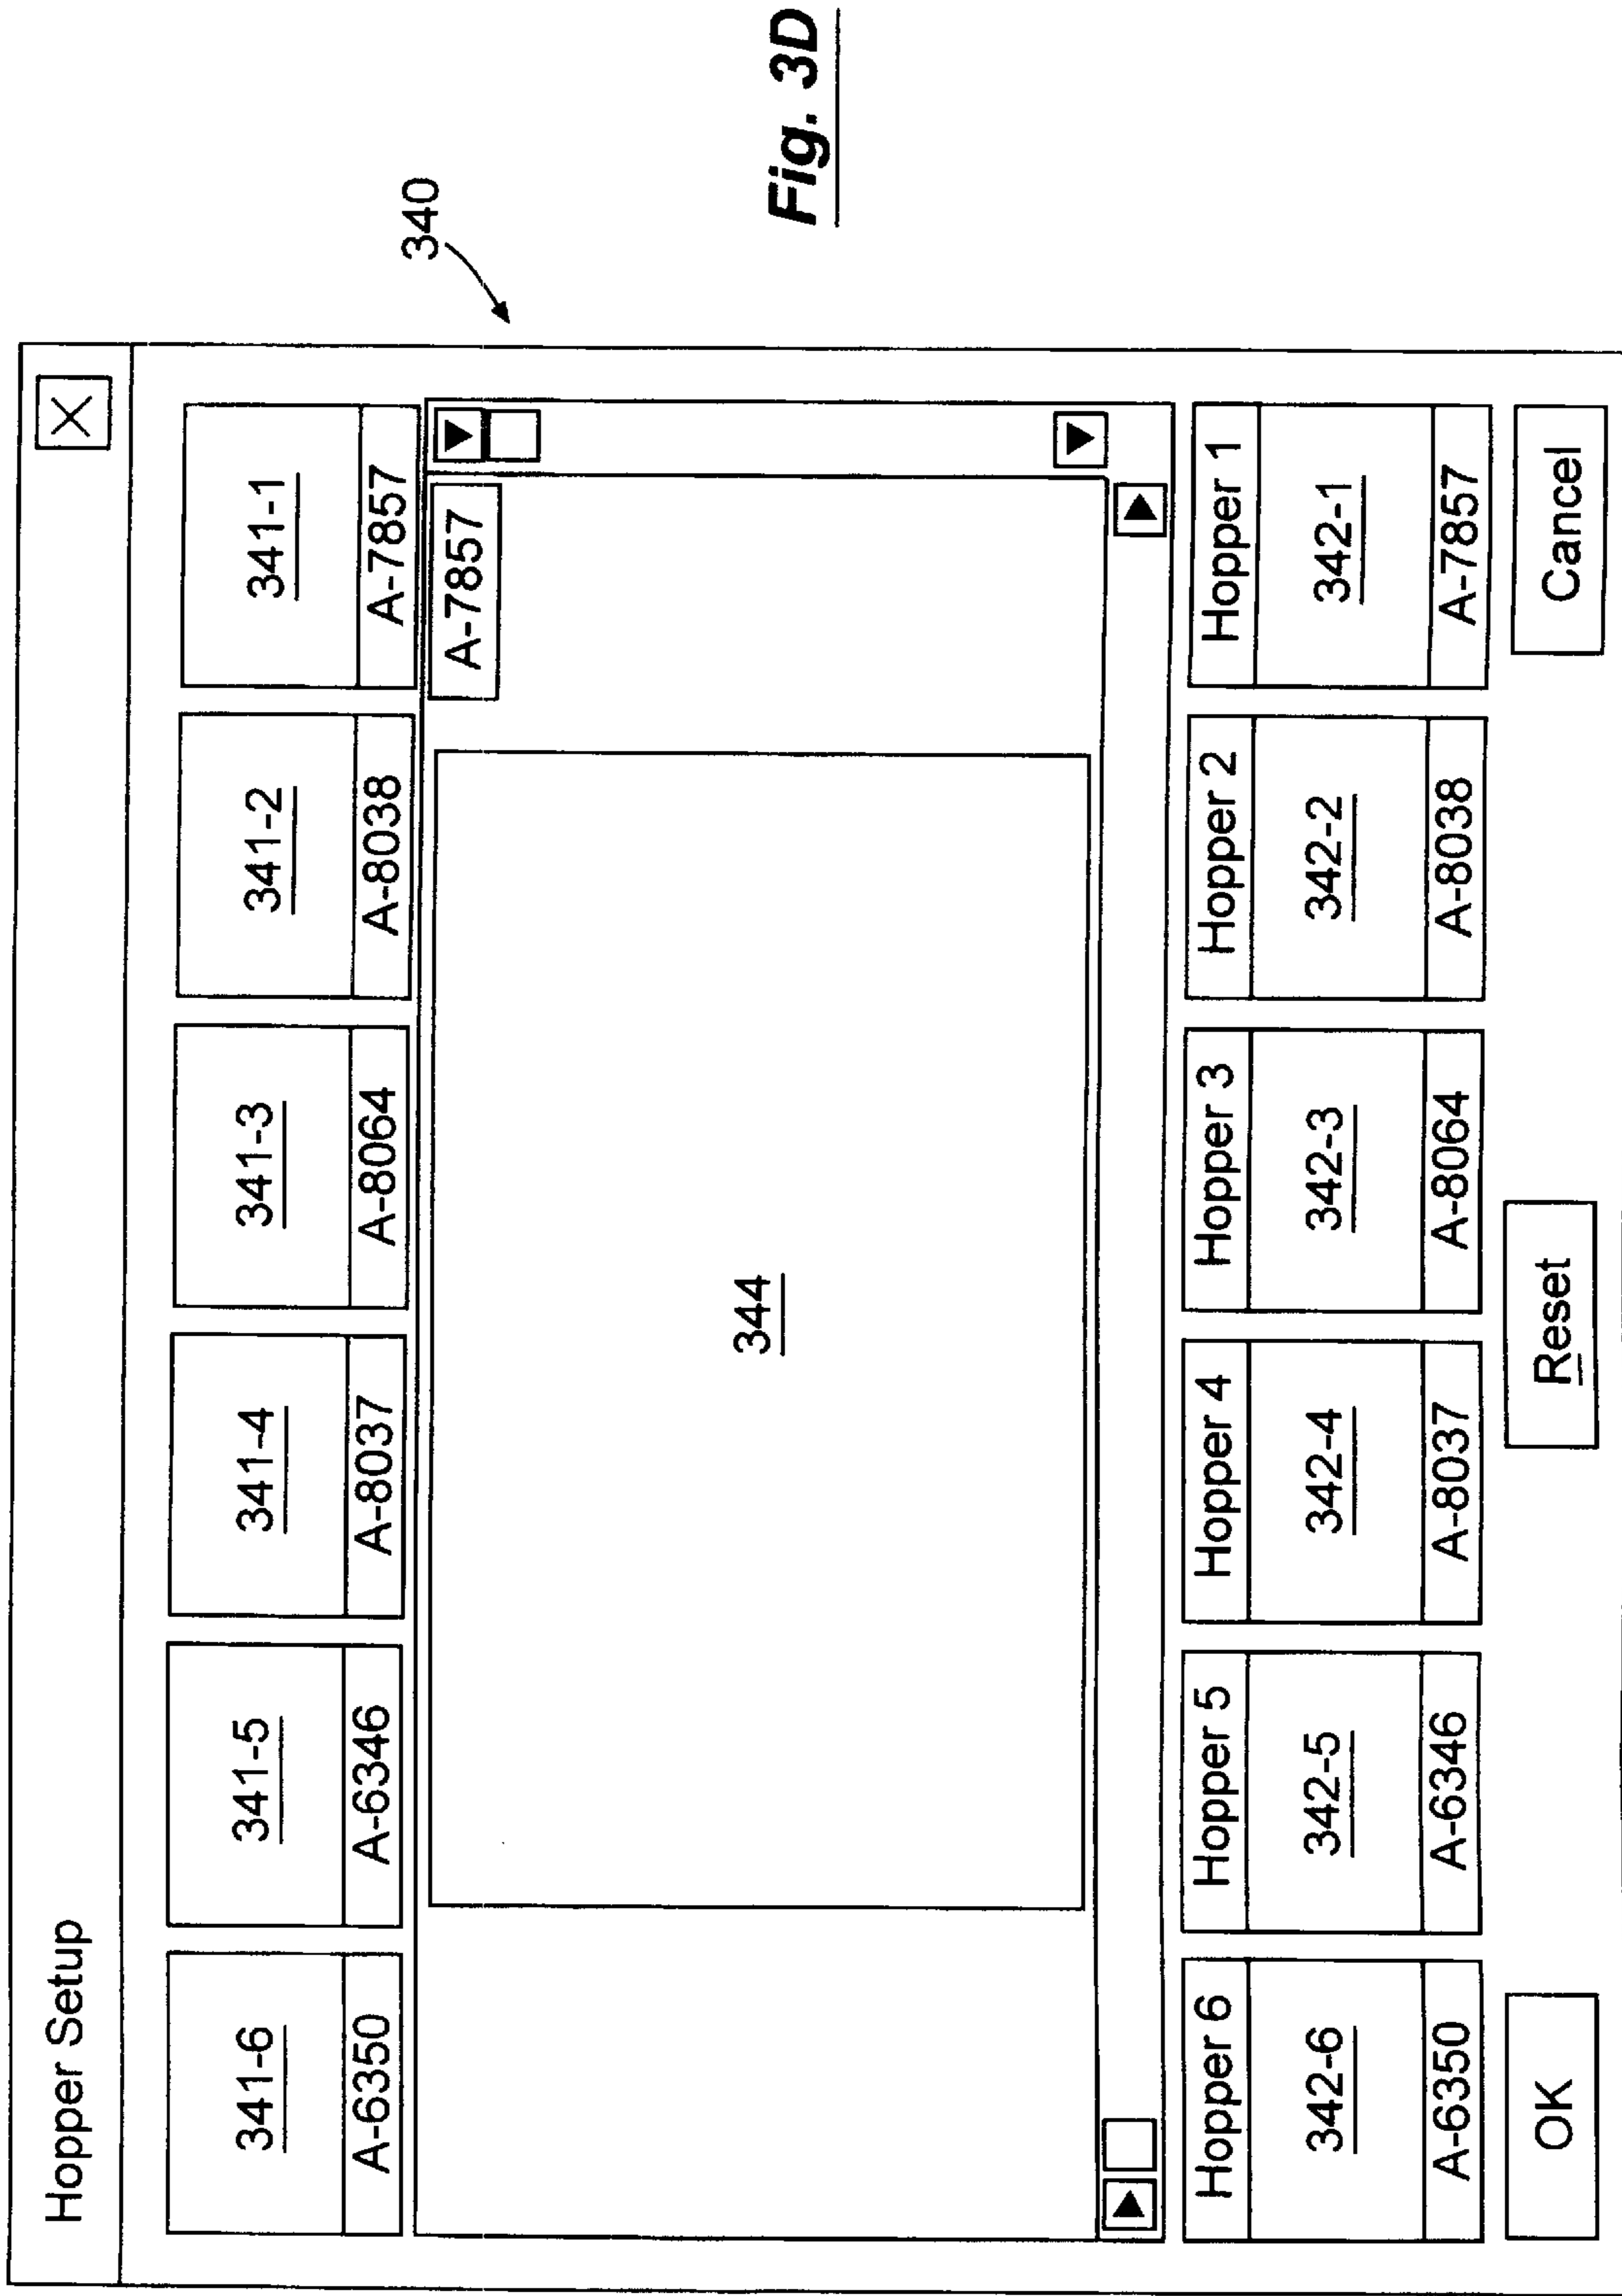 Hopper Setup
X
341-6
341-5
341-4
341-3
341-2
341-1
A-6350
A-6346
A-8037
A-8064
A-8038
A-7857
A-7857
344
340
Hopper 6
Hopper 5
Hopper 4
Hopper 3
Hopper 2
Hopper 1
342-6
342-5
342-4
342-3
342-2
342-1
A-6350
A-6346
A-8037
A-8064
A-8038
A-7857
OK
Reset
Cancel
Fig. 3D